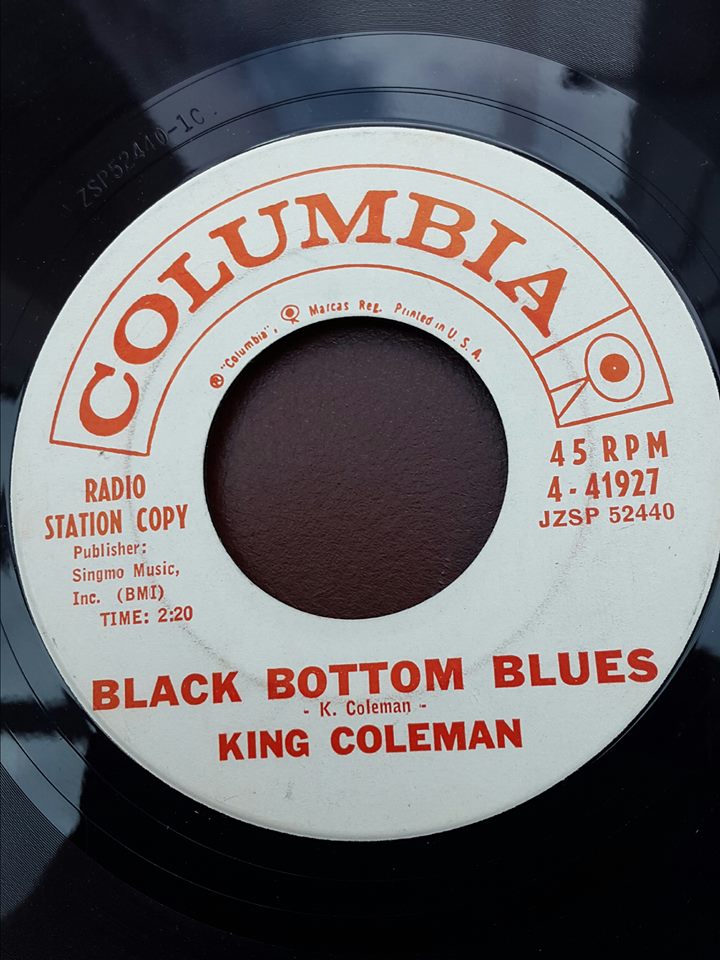 ZSP52440-1C
COLUMBIA
® "Columbia", Marcas Reg. Printed in U. S. A.
RADIO
STATION COPY
Publisher:
Singmo Music,
Inc. (BMI)
TIME: 2:20
45 RPM
4-41927
JZSP 52440
BLACK BOTTOM BLUES
- K. Coleman -
KING COLEMAN